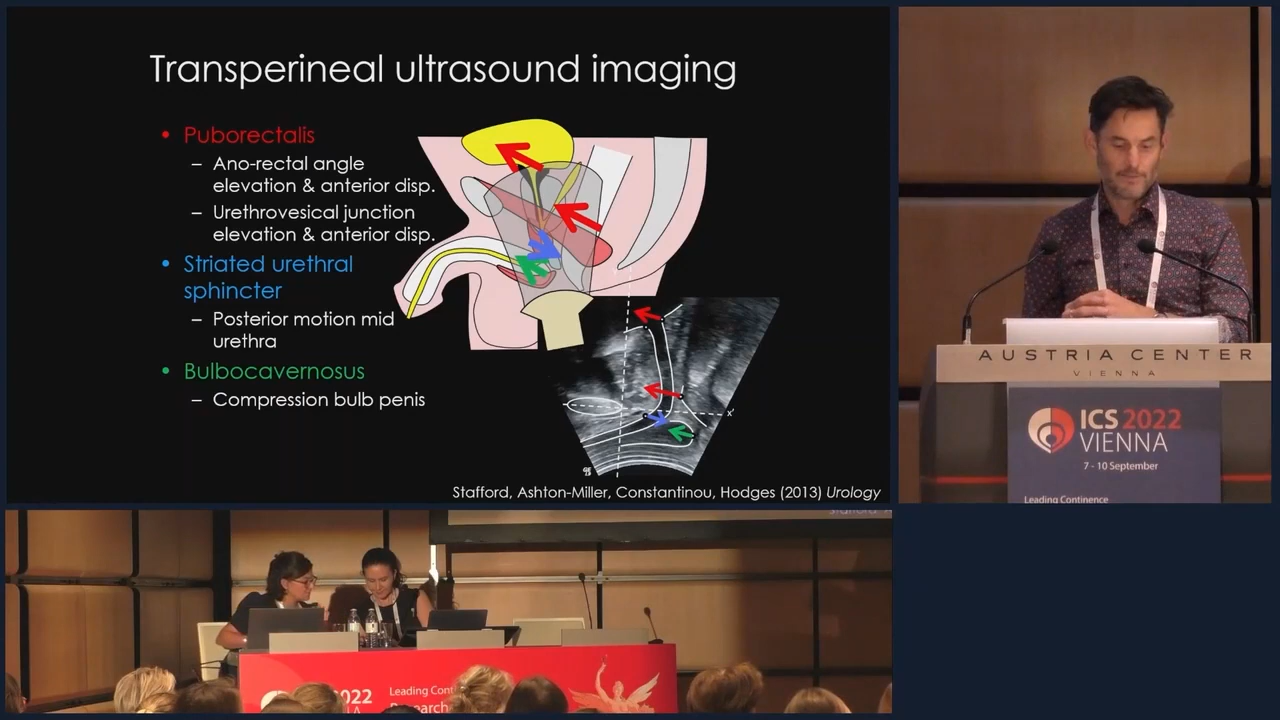 Transperineal ultrasound imaging
• Puborectalis
– Ano-rectal angle
elevation & anterior disp.
– Urethrovesical junction
elevation & anterior disp.
• Striated urethral
sphincter
– Posterior motion mid
urethra
• Bulbocavernosus
– Compression bulb penis
x'
Stafford, Ashton-Miller, Constantinou, Hodges (2013) Urology
AUSTRIA CENTER
VIENNA
ICS 2022
VIENNA
7 - 10 September
Leading Continence
2022
Leading Conti
Research